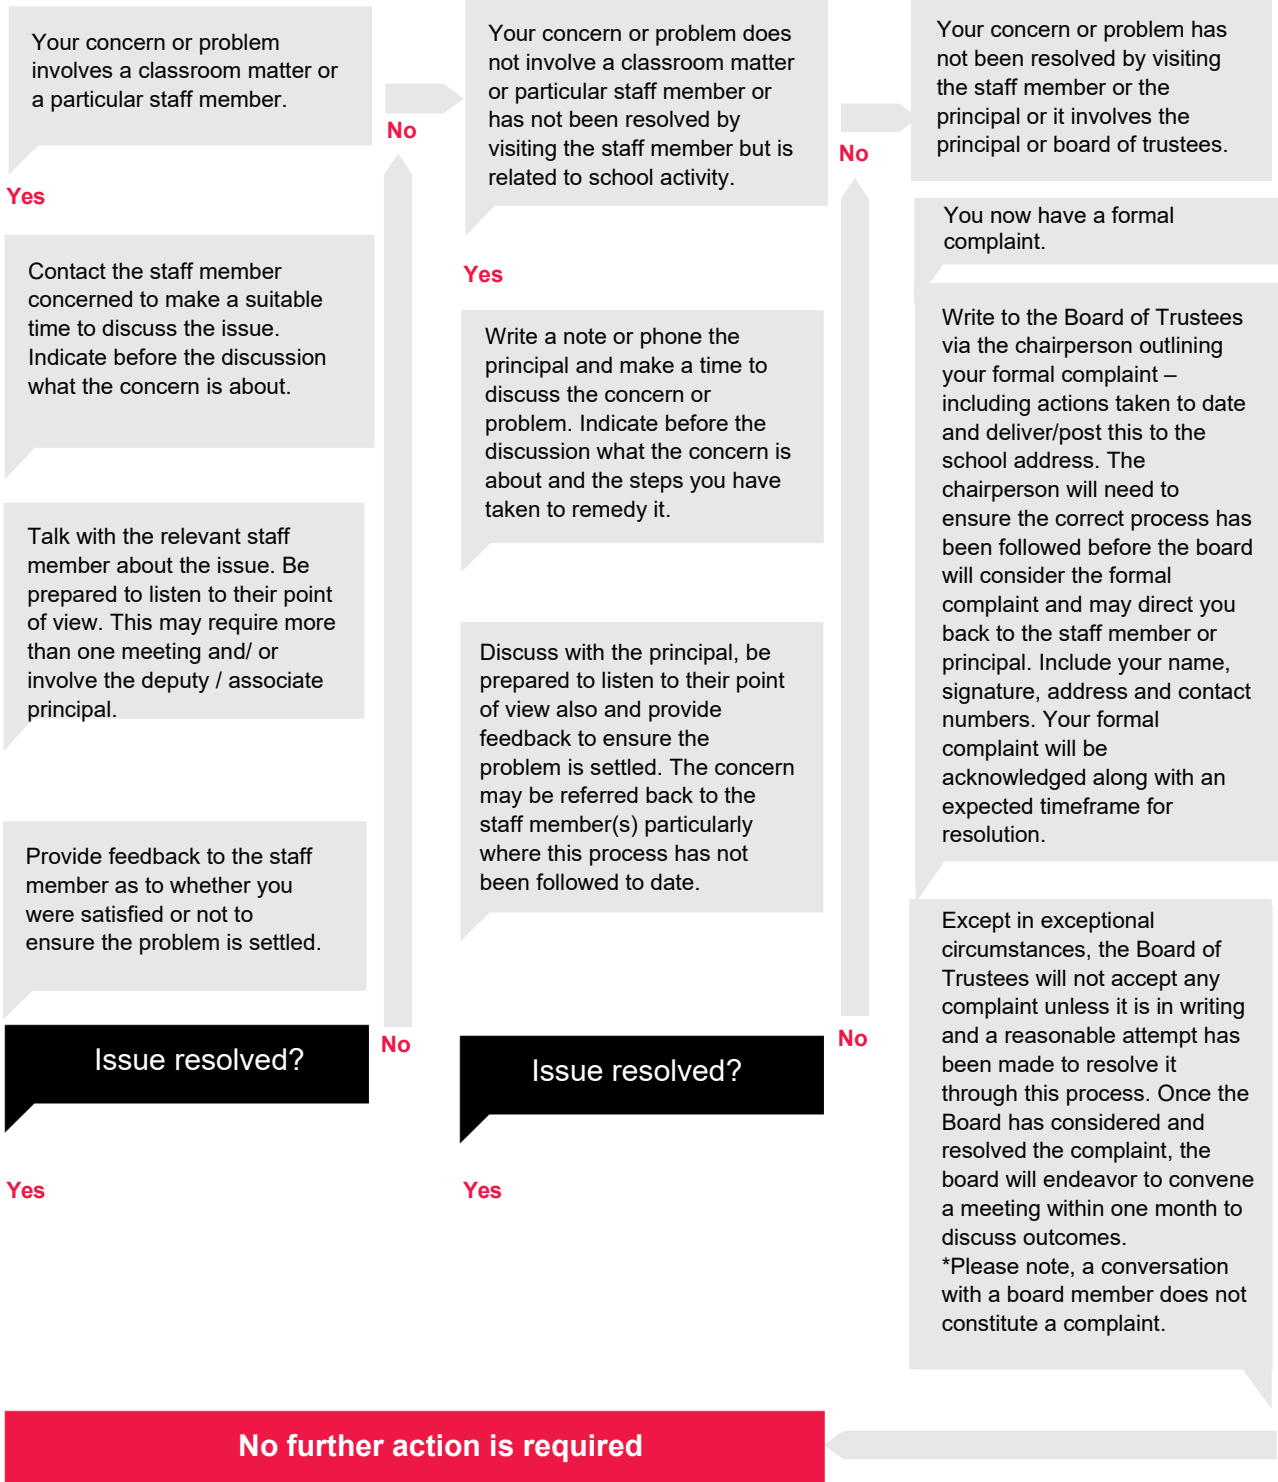 Your concern or problem
involves a classroom matter or
a particular staff member.
Yes
Contact the staff member
concerned to make a suitable
time to discuss the issue.
Indicate before the discussion
what the concern is about.
Talk with the relevant staff
member about the issue. Be
prepared to listen to their point
of view. This may require more
than one meeting and/ or
involve the deputy / associate
principal.
Provide feedback to the staff
member as to whether you
were satisfied or not to
ensure the problem is settled.
Issue resolved?
Yes
No
No
Your concern or problem does
not involve a classroom matter
or particular staff member or
has not been resolved by
visiting the staff member but is
related to school activity.
Yes
Write a note or phone the
principal and make a time to
discuss the concern or
problem. Indicate before the
discussion what the concern is
about and the steps you have
taken to remedy it.
Discuss with the principal, be
prepared to listen to their point
of view also and provide
feedback to ensure the
problem is settled. The concern
may be referred back to the
staff member(s) particularly
where this process has not
been followed to date.
Issue resolved?
Yes
No
No
Your concern or problem has
not been resolved by visiting
the staff member or the
principal or it involves the
principal or board of trustees.
You now have a formal
complaint.
Write to the Board of Trustees
via the chairperson outlining
your formal complaint –
including actions taken to date
and deliver/post this to the
school address. The
chairperson will need to
ensure the correct process has
been followed before the board
will consider the formal
complaint and may direct you
back to the staff member or
principal. Include your name,
signature, address and contact
numbers. Your formal
complaint will be
acknowledged along with an
expected timeframe for
resolution.
Except in exceptional
circumstances, the Board of
Trustees will not accept any
complaint unless it is in writing
and a reasonable attempt has
been made to resolve it
through this process. Once the
Board has considered and
resolved the complaint, the
board will endeavor to convene
a meeting within one month to
discuss outcomes.
*Please note, a conversation
with a board member does not
constitute a complaint.
No further action is required